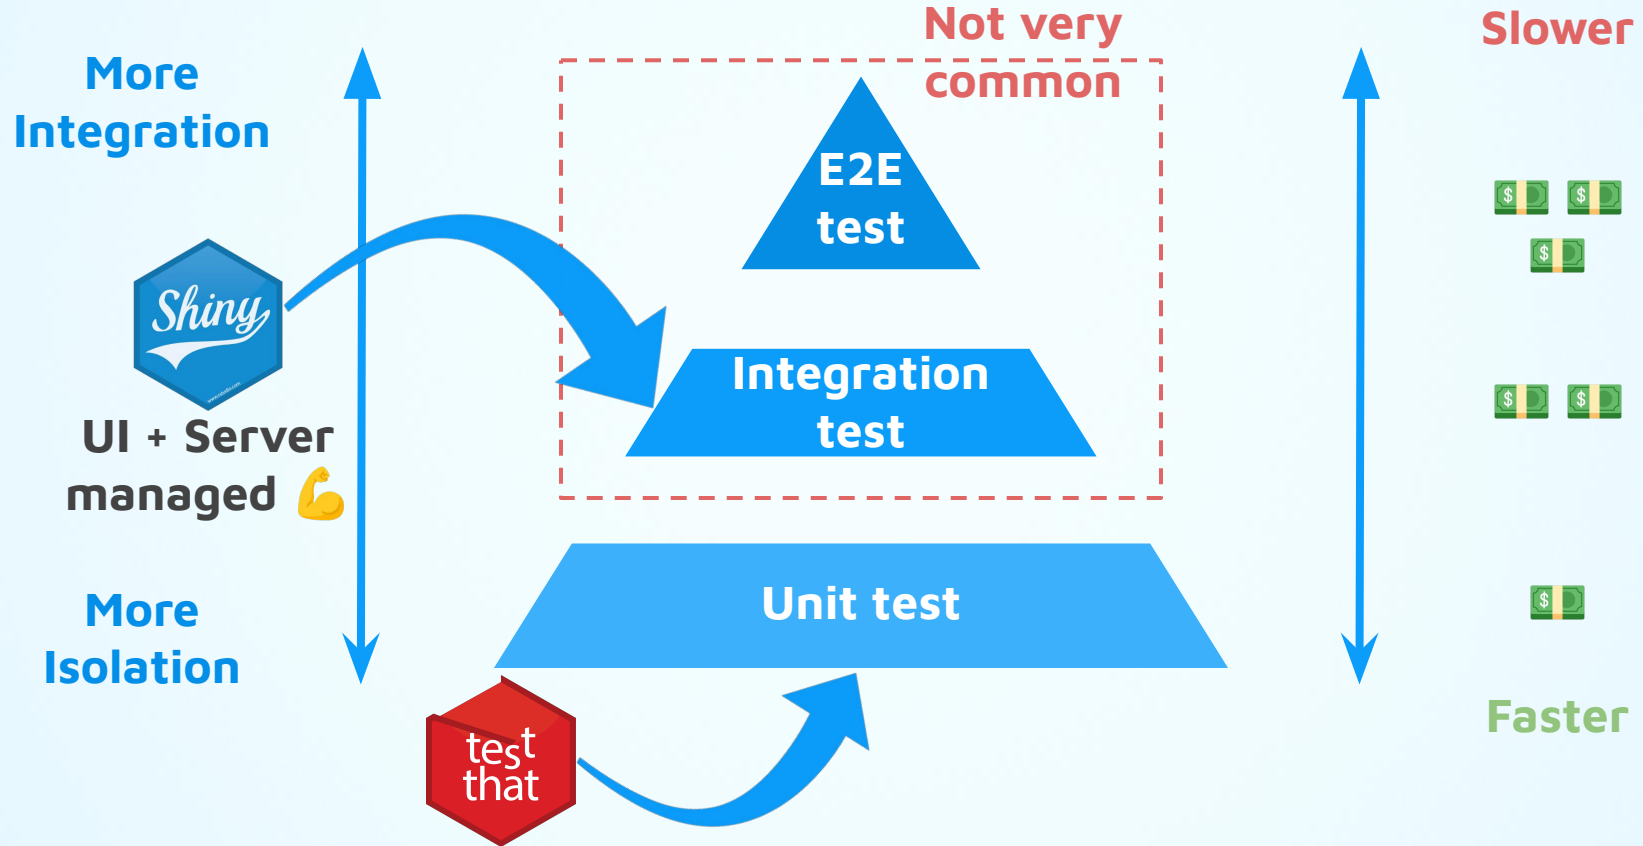 Not very
common
Slower
More
Integration
E2E
test
Shiny
UI + Server
managed
Integration
test
Unit test
More
Isolation
Faster
test
that